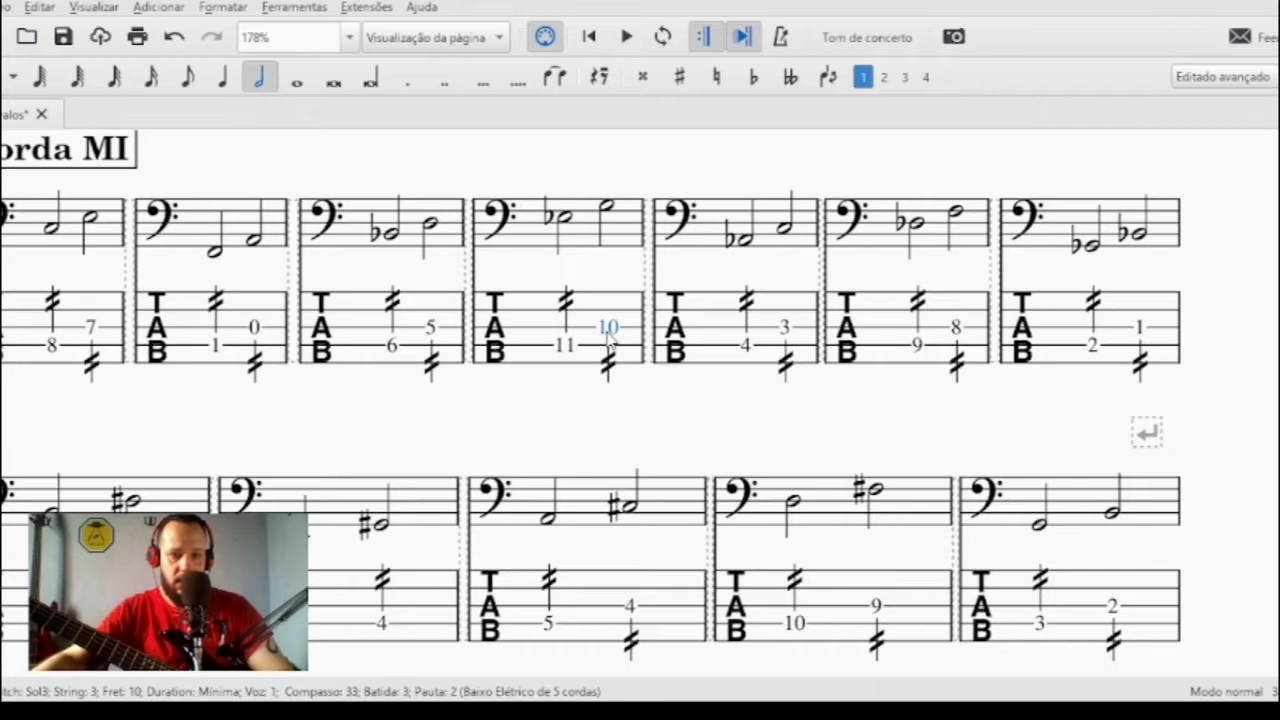 Editar Visualizar Adicionar Formatar Ferramentas Extensões Ajuda
178% Visualização da página Tom de concerto
1 2 3 4 Editado avançado
alos*
orda MI
T A B 8 7
T A B 1 0
T A B 6 5
T A B 11 10
T A B 4 3
T A B 9 8
T A B 2 1
4
T A B 5 4
T A B 10 9
T A B 3 2
tch: Sol3; String: 3; Fret: 10; Duration: Mínima; Voz: 1; Compasso: 33; Batida: 3; Pauta: 2 (Baixo Elétrico de 5 cordas) Modo normal